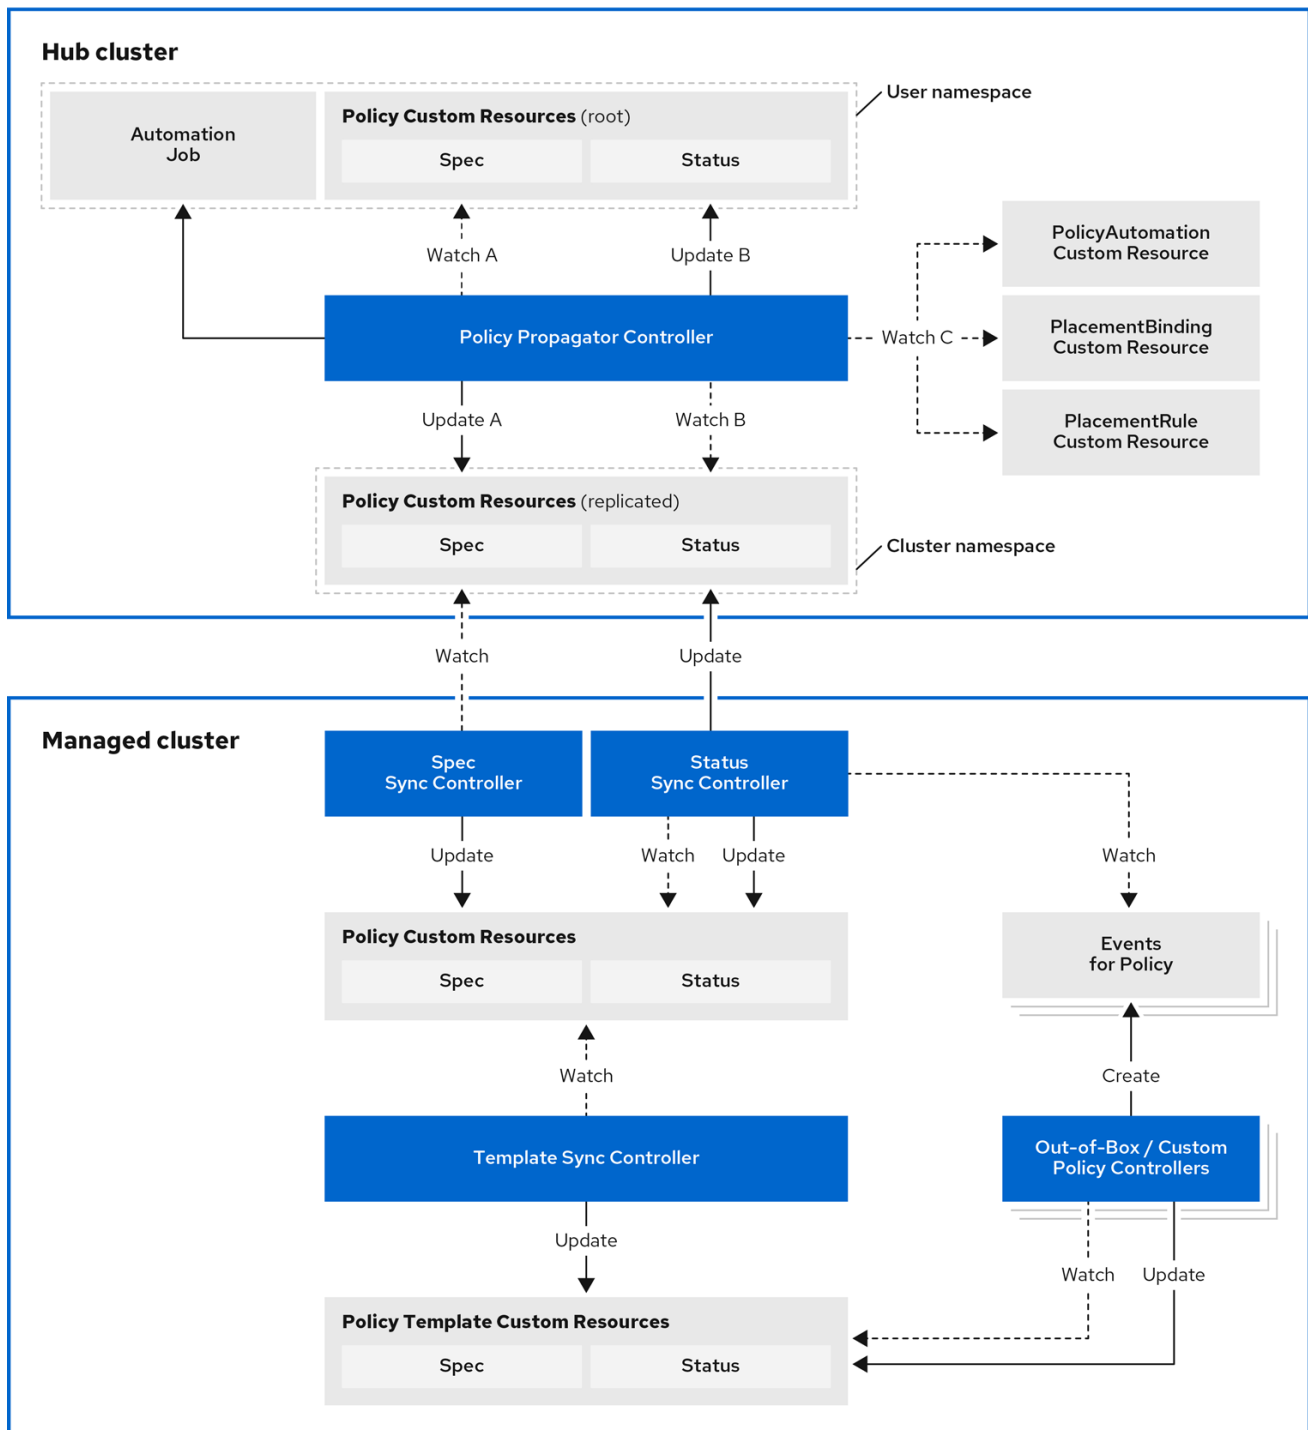 Hub cluster
User namespace
Automation
Job
Policy Custom Resources (root)
Spec
Status
Watch A
Update B
PolicyAutomation
Custom Resource
Policy Propagator Controller
Watch C
PlacementBinding
Custom Resource
Update A
Watch B
PlacementRule
Custom Resource
Policy Custom Resources (replicated)
Spec
Status
Cluster namespace
Watch
Update
Managed cluster
Spec
Sync Controller
Status
Sync Controller
Update
Watch
Update
Watch
Policy Custom Resources
Spec
Status
Events
for Policy
Watch
Create
Template Sync Controller
Out-of-Box / Custom
Policy Controllers
Update
Watch
Update
Policy Template Custom Resources
Spec
Status